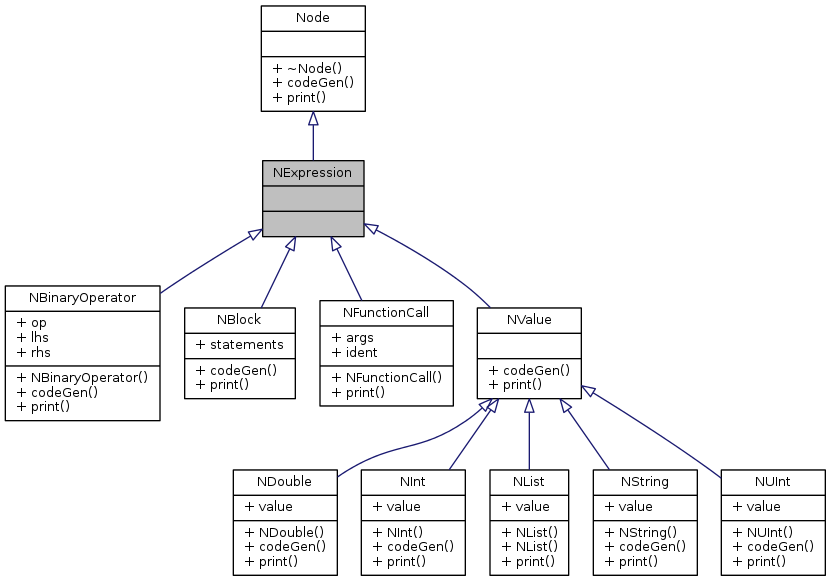 Node
+ ~Node()
+ codeGen()
+ print()
NExpression
NBinaryOperator
+ op
+ lhs
+ rhs
+ NBinaryOperator()
+ codeGen()
+ print()
NBlock
+ statements
+ codeGen()
+ print()
NFunctionCall
+ args
+ ident
+ NFunctionCall()
+ print()
NValue
+ codeGen()
+ print()
NDouble
+ value
+ NDouble()
+ codeGen()
+ print()
NInt
+ value
+ NInt()
+ codeGen()
+ print()
NList
+ value
+ NList()
+ NList()
+ print()
NString
+ value
+ NString()
+ codeGen()
+ print()
NUInt
+ value
+ NUInt()
+ codeGen()
+ print()